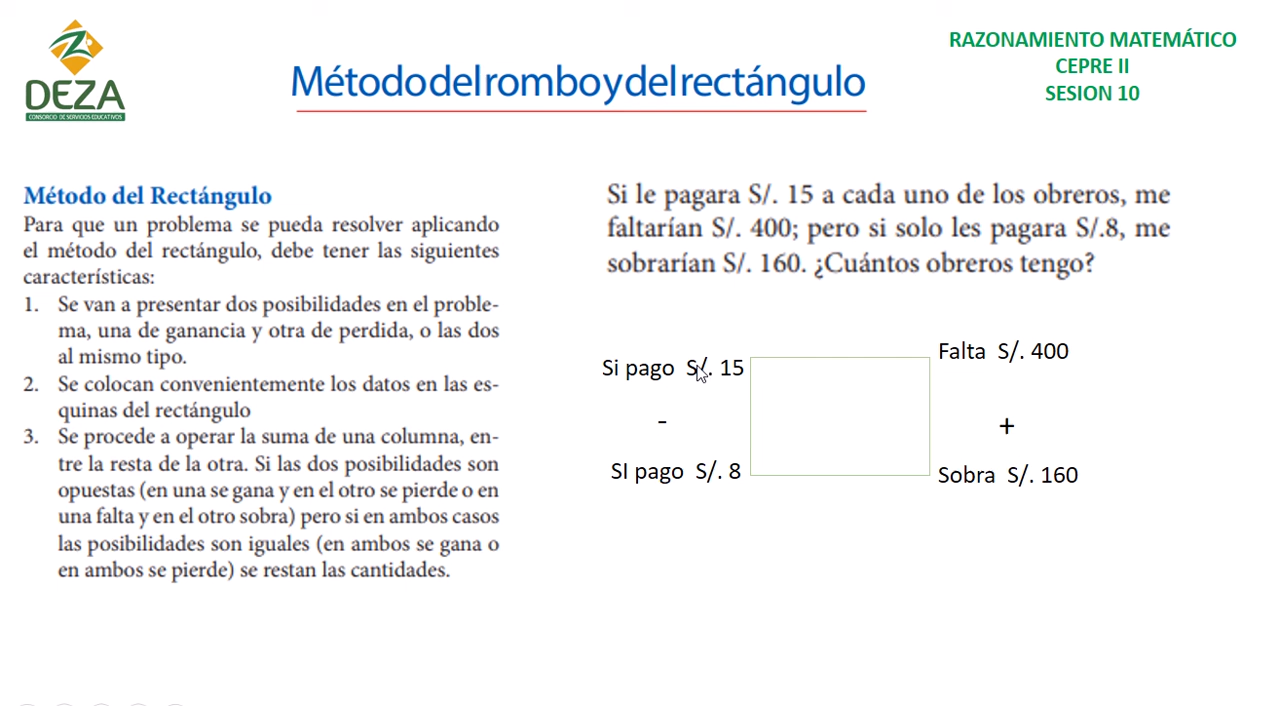 DEZA
CONSORCIO DE SERVICIOS EDUCATIVOS
Método del rombo y del rectángulo
RAZONAMIENTO MATEMÁTICO
CEPRE II
SESION 10
Método del Rectángulo
Para que un problema se pueda resolver aplicando
el método del rectángulo, debe tener las siguientes
características:
1. Se van a presentar dos posibilidades en el proble-
ma, una de ganancia y otra de perdida, o las dos
al mismo tipo.
2. Se colocan convenientemente los datos en las es-
quinas del rectángulo
3. Se procede a operar la suma de una columna, en-
tre la resta de la otra. Si las dos posibilidades son
opuestas (en una se gana y en el otro se pierde o en
una falta y en el otro sobra) pero si en ambos casos
las posibilidades son iguales (en ambos se gana o
en ambos se pierde) se restan las cantidades.
Si le pagara S/. 15 a cada uno de los obreros, me
faltarían S/. 400; pero si solo les pagara S/.8, me
sobrarían S/. 160. ¿Cuántos obreros tengo?
Si pago S/. 15
Falta S/. 400
-
+
SI pago S/. 8
Sobra S/. 160